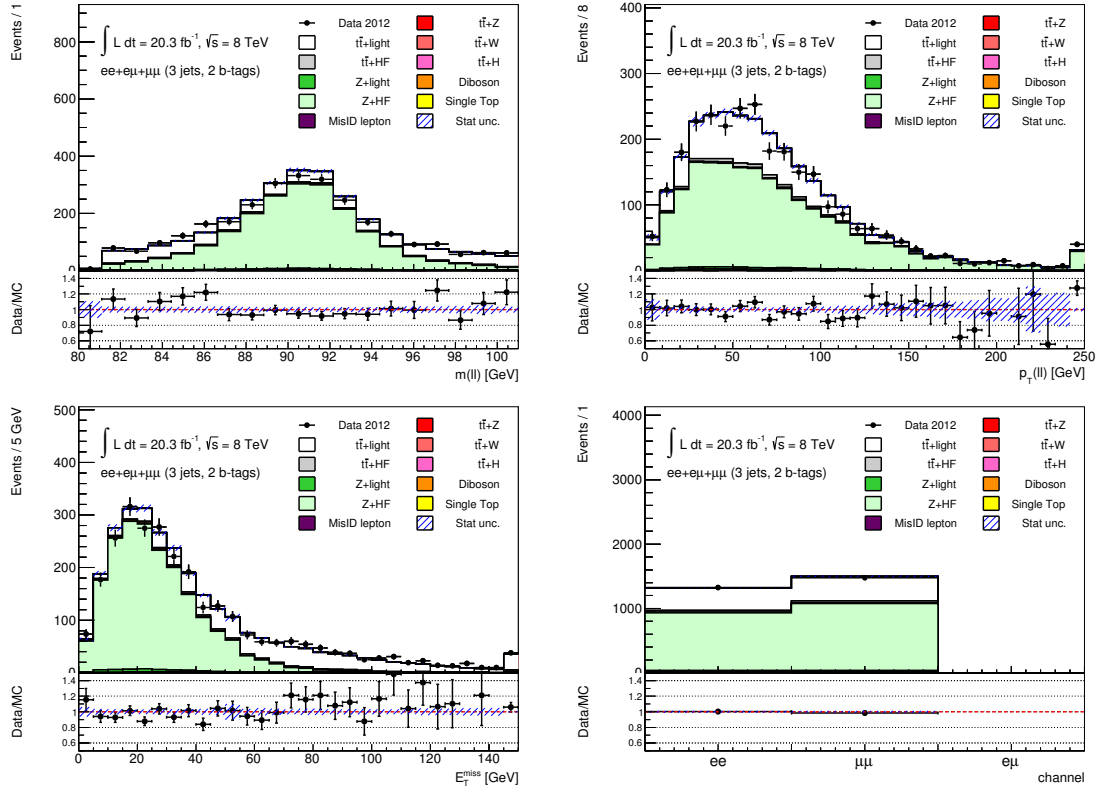 Events / 1
800
600
400
200
0
∫ L dt = 20.3 fb⁻¹, √s = 8 TeV
ee+eμ+μμ (3 jets, 2 b-tags)
Data 2012
tt̄+light
tt̄+HF
Z+light
Z+HF
MisID lepton
tt̄+Z
tt̄+W
tt̄+H
Diboson
Single Top
Stat unc.
Data/MC
1.4
1.2
1
0.8
0.6
80 82 84 86 88 90 92 94 96 98 100
m(ll) [GeV]
Events / 8
400
300
200
100
0
∫ L dt = 20.3 fb⁻¹, √s = 8 TeV
ee+eμ+μμ (3 jets, 2 b-tags)
Data 2012
tt̄+light
tt̄+HF
Z+light
Z+HF
MisID lepton
tt̄+Z
tt̄+W
tt̄+H
Diboson
Single Top
Stat unc.
Data/MC
1.4
1.2
1
0.8
0.6
0 50 100 150 200 250
p_T(ll) [GeV]
Events / 5 GeV
500
400
300
200
100
0
∫ L dt = 20.3 fb⁻¹, √s = 8 TeV
ee+eμ+μμ (3 jets, 2 b-tags)
Data 2012
tt̄+light
tt̄+HF
Z+light
Z+HF
MisID lepton
tt̄+Z
tt̄+W
tt̄+H
Diboson
Single Top
Stat unc.
Data/MC
1.4
1.2
1
0.8
0.6
0 20 40 60 80 100 120 140
E_T^miss [GeV]
Events / 1
4000
3000
2000
1000
0
∫ L dt = 20.3 fb⁻¹, √s = 8 TeV
ee+eμ+μμ (3 jets, 2 b-tags)
Data 2012
tt̄+light
tt̄+HF
Z+light
Z+HF
MisID lepton
tt̄+Z
tt̄+W
tt̄+H
Diboson
Single Top
Stat unc.
Data/MC
1.4
1.2
1
0.8
0.6
ee μμ eμ
channel